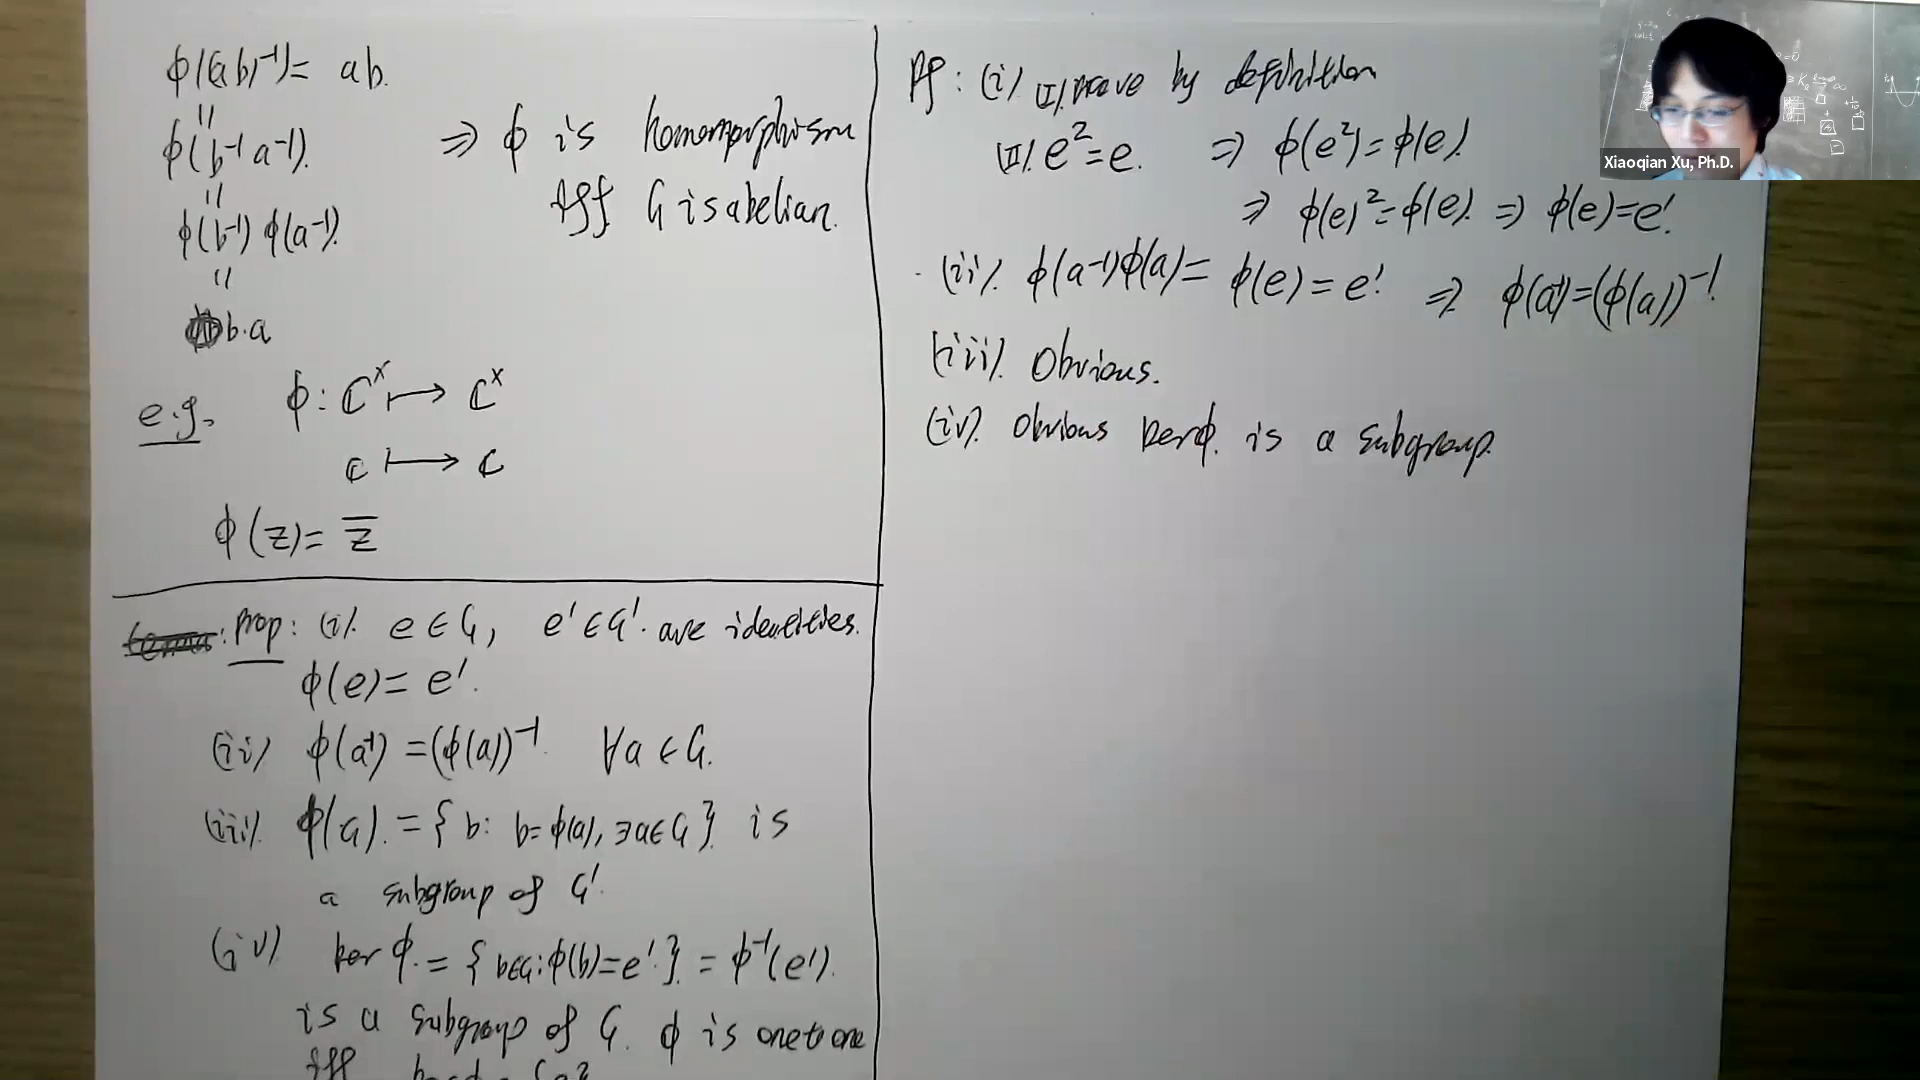 ϕ((ab)⁻¹) = ab.
=
ϕ(b⁻¹a⁻¹).
=
ϕ(b⁻¹) ϕ(a⁻¹).
=
b·a
⇒ ϕ is homomorphism
iff G is abelian.
e.g. ϕ: C^x ↦ C^x
C ↦ C
ϕ(z) = z̄
Prop: (i). e ∈ G, e' ∈ G'. are identities.
ϕ(e) = e'.
(ii) ϕ(a⁻¹) = (ϕ(a))⁻¹. ∀a ∈ G.
(iii). ϕ(G). = { b: b = ϕ(a), ∃a∈G }. is
a subgroup of G'.
(iv) ker ϕ. = { b∈G: ϕ(b) = e'. }. = ϕ⁻¹(e').
is a subgroup of G. ϕ is one to one
iff
Pf: (i). (I). prove by definition
(II). e² = e. ⇒ ϕ(e²) = ϕ(e).
⇒ ϕ(e)² = ϕ(e). ⇒ ϕ(e) = e'.
(ii). ϕ(a⁻¹)ϕ(a) = ϕ(e) = e'. ⇒ ϕ(a⁻¹) = (ϕ(a))⁻¹.
(iii). Obvious.
(iv). Obvious kerϕ. is a subgroup.
Xiaoqian Xu, Ph.D.